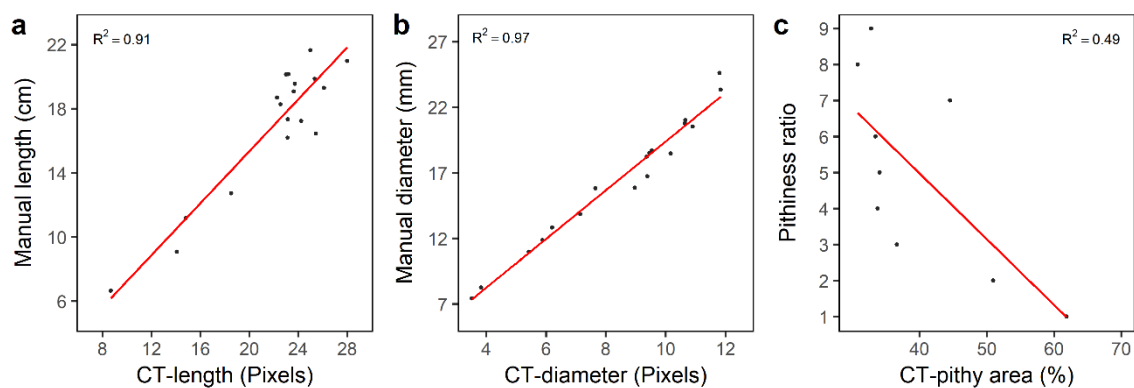 a
R² = 0.91
Manual length (cm)
22
18
14
10
6
8 12 16 20 24 28
CT-length (Pixels)
b
R² = 0.97
Manual diameter (mm)
27
22
17
12
7
4 6 8 10 12
CT-diameter (Pixels)
c
R² = 0.49
Pithiness ratio
9
8
7
6
5
4
3
2
1
40 50 60 70
CT-pithy area (%)